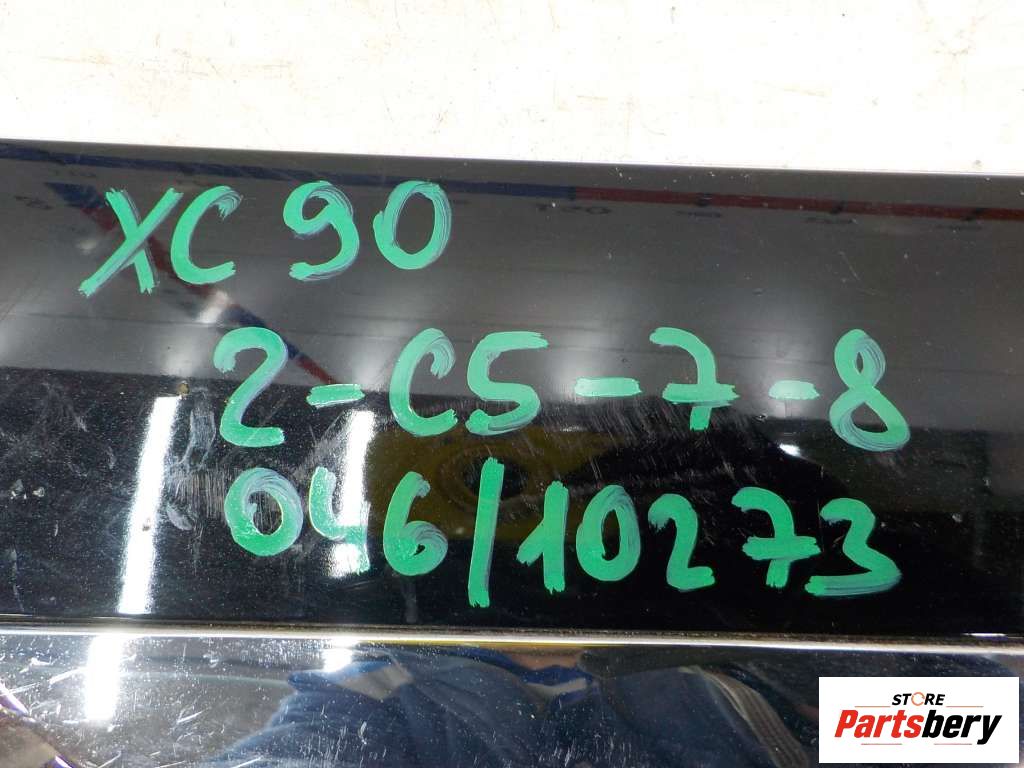 XC 90
2-C5-7-8
046/10273
STORE
Partsbery